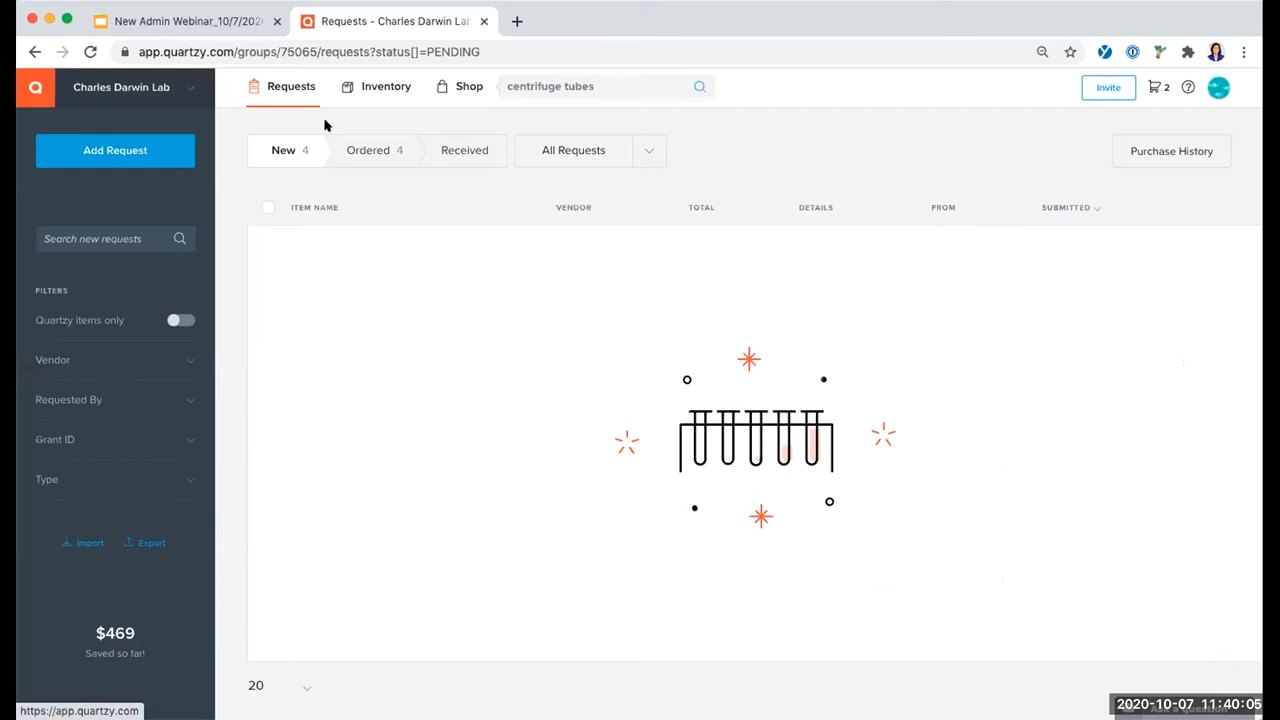 New Admin Webinar_10/7/202
Requests - Charles Darwin Lab
app.quartzy.com/groups/75065/requests?status[]=PENDING
Charles Darwin Lab
Requests
Inventory
Shop
centrifuge tubes
Invite
2
Add Request
New 4
Ordered 4
Received
All Requests
Purchase History
ITEM NAME
VENDOR
TOTAL
DETAILS
FROM
SUBMITTED
Search new requests
FILTERS
Quartzy items only
Vendor
Requested By
Grant ID
Type
Import
Export
$469
Saved so far!
20
https://app.quartzy.com
2020-10-07 11:40:05